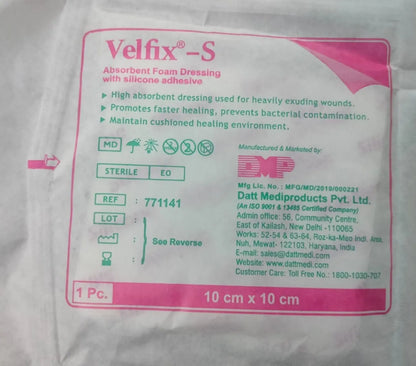 Velfix®-S
Absorbent Foam Dressing
with silicone adhesive
High absorbent dressing used for heavily exuding wounds.
Promotes faster healing, prevents bacterial contamination.
Maintain cushioned healing environment.
MD
STERILE EO
REF : 771141
LOT :
:
:
See Reverse
1 Pc.
10 cm x 10 cm
Manufactured & Marketed by:
DMP
Mfg Lic. No.: MFG/MD/2019/000221
Datt Mediproducts Pvt. Ltd.
(An ISO 9001 & 13485 Certified Company)
Admin office: 56, Community Centre,
East of Kailash, New Delhi -110065
Works: 52-54 & 63-64, Roz-ka-Meo Indl. Area,
Nuh, Mewat- 122103, Haryana, India
E-mail: sales@dattmedi.com
Website: www.dattmedi.com
Customer Care: Toll Free No.: 1800-1030-707